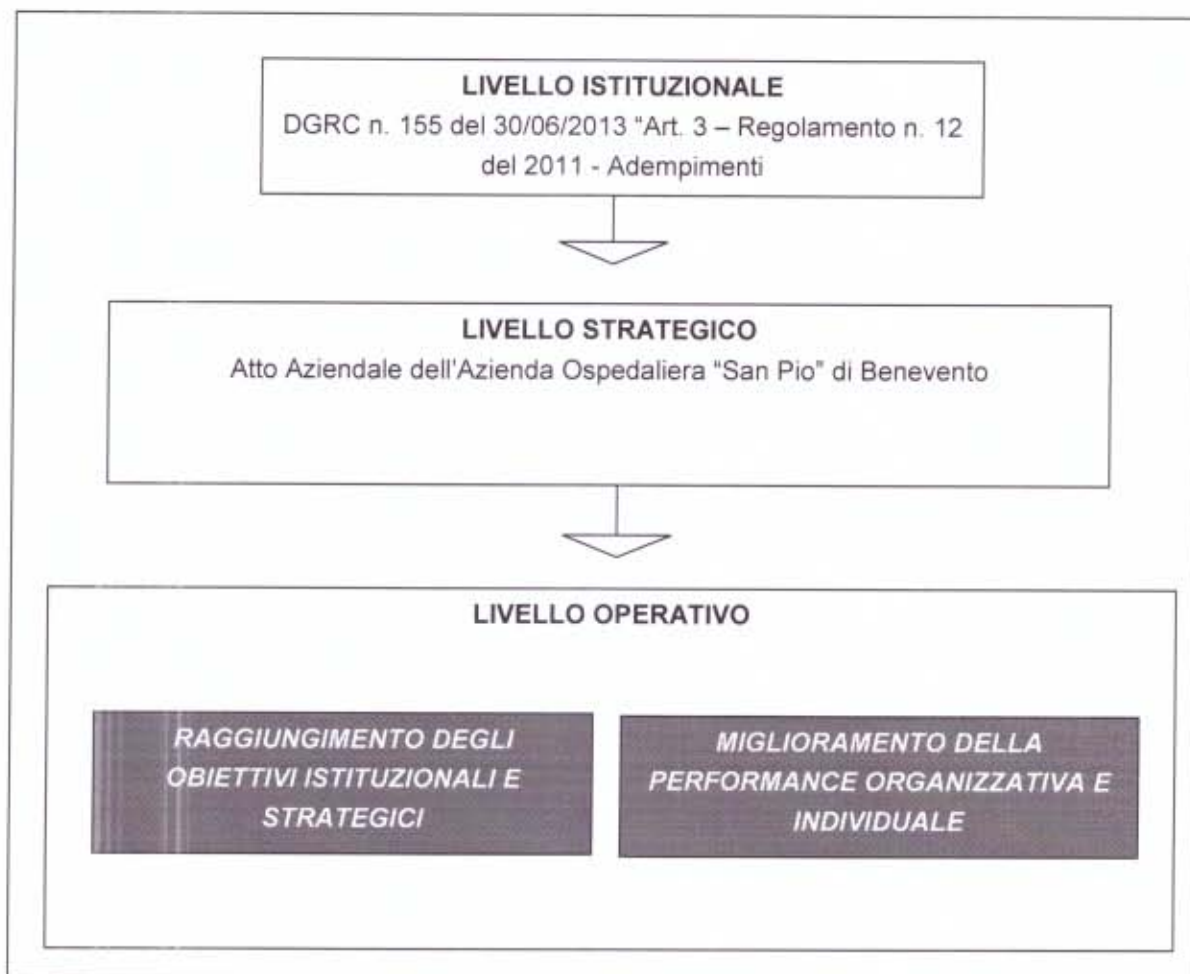 LIVELLO ISTITUZIONALE
DGRC n. 155 del 30/06/2013 “Art. 3 – Regolamento n. 12
del 2011 - Adempimenti
LIVELLO STRATEGICO
Atto Aziendale dell'Azienda Ospedaliera “San Pio” di Benevento
LIVELLO OPERATIVO
RAGGIUNGIMENTO DEGLI
OBIETTIVI ISTITUZIONALI E
STRATEGICI
MIGLIORAMENTO DELLA
PERFORMANCE ORGANIZZATIVA E
INDIVIDUALE